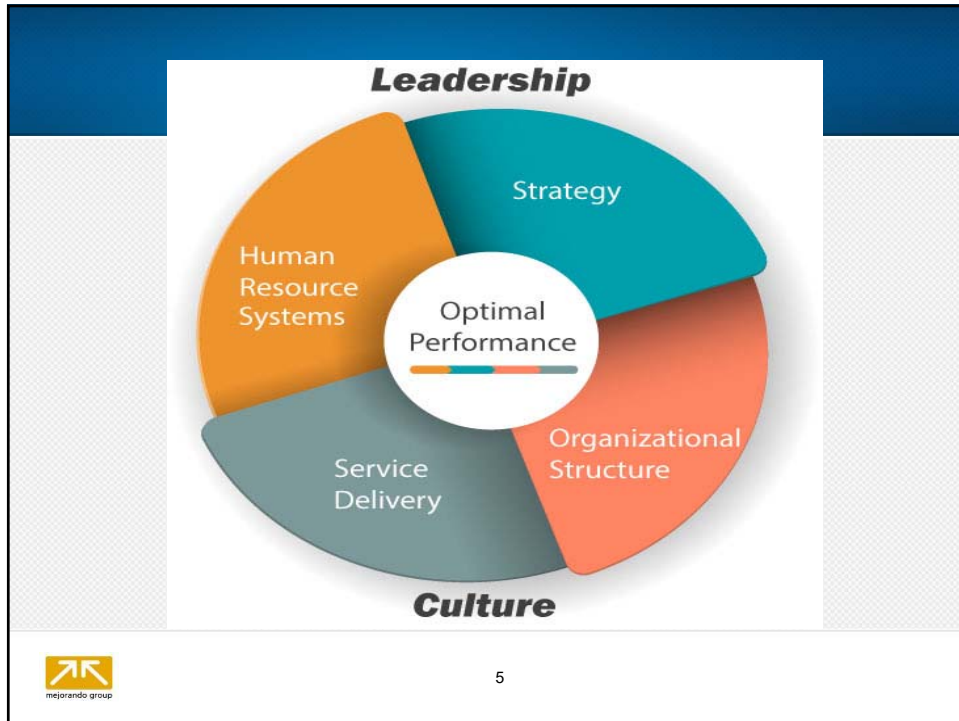 Leadership
Strategy
Human
Resource
Systems
Optimal
Performance
Organizational
Structure
Service
Delivery
Culture
mejorando group
5